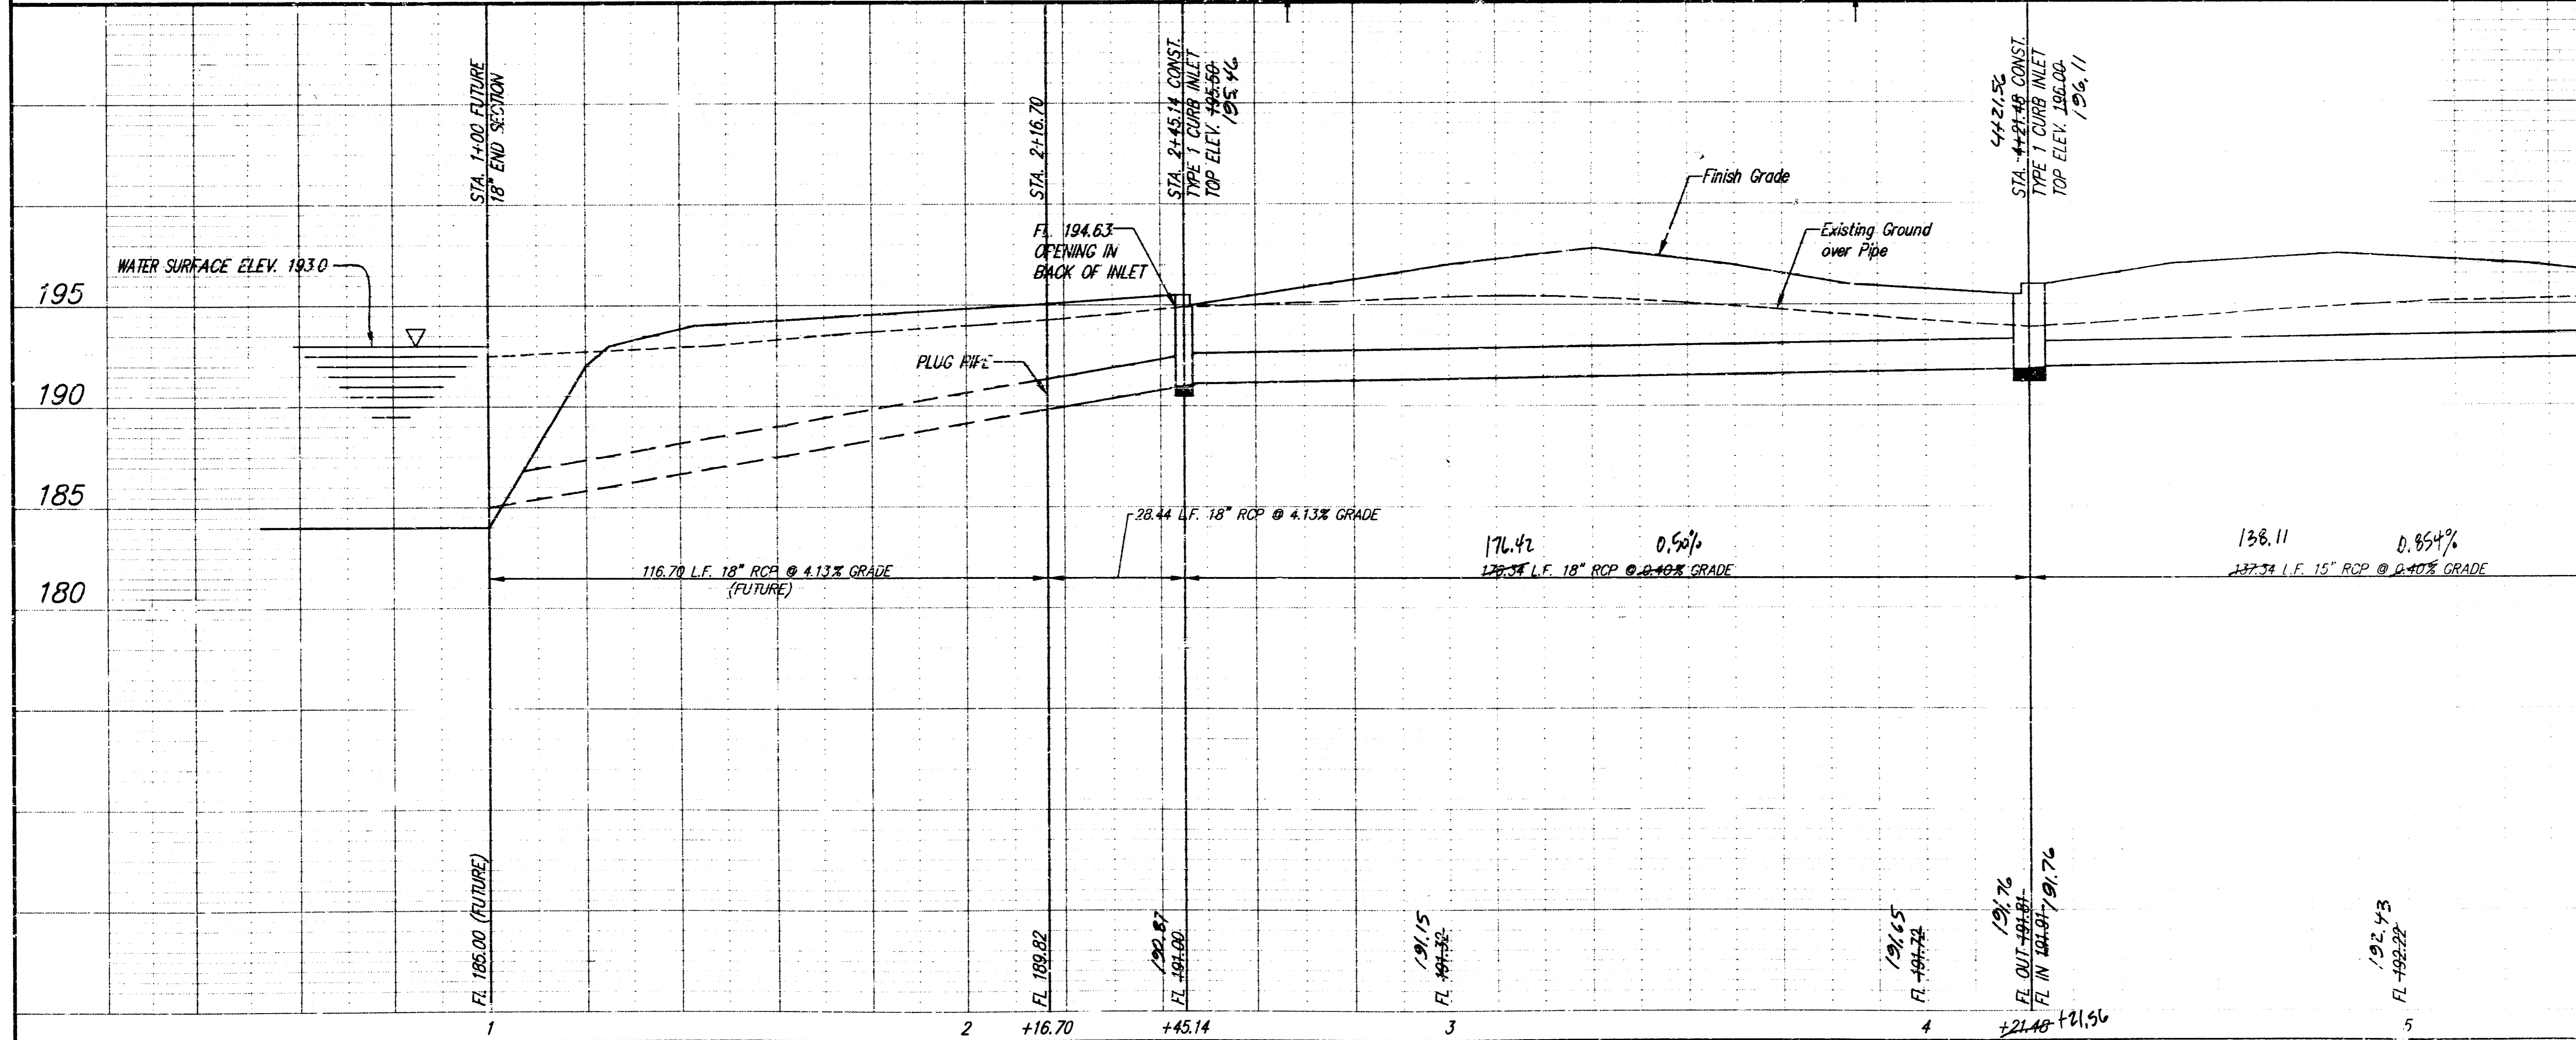 STA. 1+00 FUTURE
18" END SECTION
STA. 2+16.70
STA. 2+45.14 CONST.
TYPE 1 CURB INLET
TOP ELEV. 195.50
195.46
4+21.56
STA. 4+21.48 CONST.
TYPE 1 CURB INLET
TOP ELEV. 196.00
196.11
Finish Grade
FL 194.63
OPENING IN
BACK OF INLET
Existing Ground
over Pipe
WATER SURFACE ELEV. 193.0
195
PLUG PIPE
190
185
28.44 L.F. 18" RCP @ 4.13% GRADE
176.42 0.50%
138.11 0.854%
116.70 L.F. 18" RCP @ 4.13% GRADE
(FUTURE)
L.F. 18" RCP @ 0.40% GRADE
137.54 L.F. 15" RCP @ 0.40% GRADE
180
FL 185.00 (FUTURE)
FL 189.82
190.87
FL 191.00
191.15
FL 191.32
191.65
FL 191.72
191.76
FL OUT 191.81
FL IN 191.91 191.76
192.43
FL 192.22
1 2 +16.70 +45.14 3 4 +21.48 +21.56 5